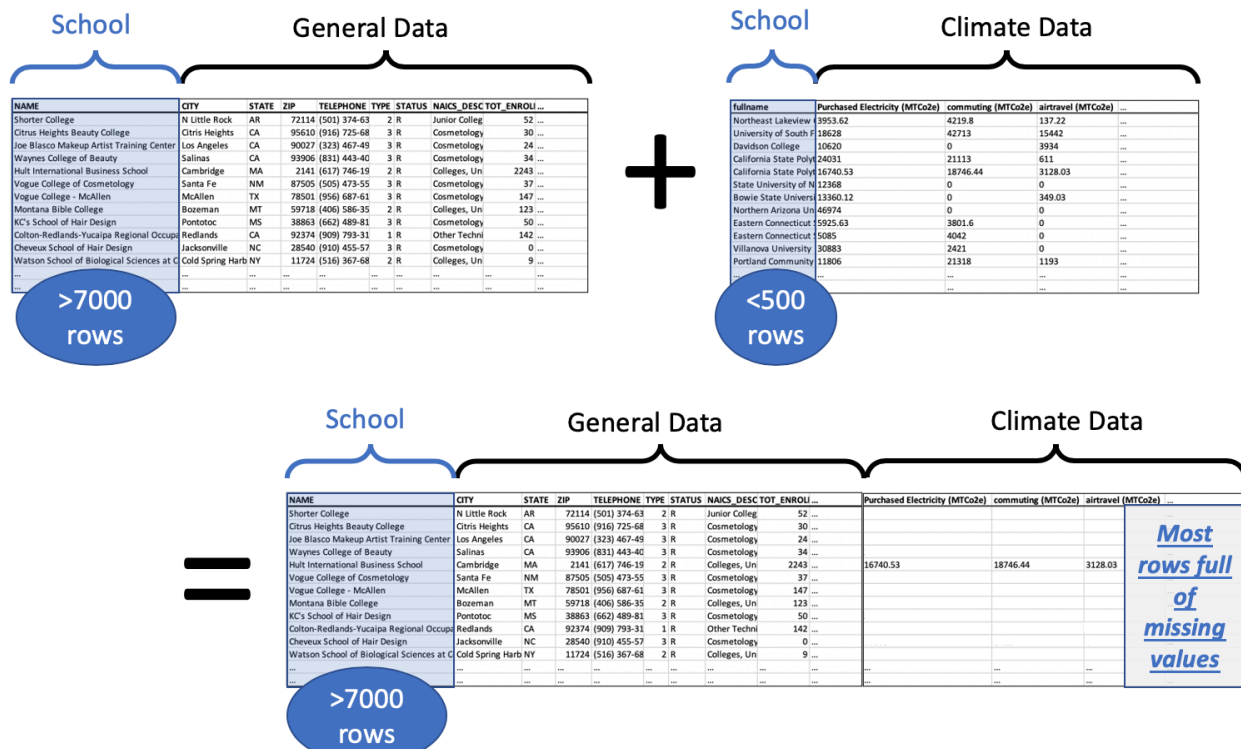 School
General Data
NAME CITY STATE ZIP TELEPHONE TYPE STATUS NAICS_DESC TOT_ENROLI ...
Shorter College N Little Rock AR 72114 (501) 374-63 2 R Junior Colleg 52 ...
Citrus Heights Beauty College Citris Heights CA 95610 (916) 725-68 3 R Cosmetology 30 ...
Joe Blasco Makeup Artist Training Center Los Angeles CA 90027 (323) 467-49 3 R Cosmetology 24 ...
Waynes College of Beauty Salinas CA 93906 (831) 443-40 3 R Cosmetology 34 ...
Hult International Business School Cambridge MA 2141 (617) 746-19 2 R Colleges, Un 2243 ...
Vogue College of Cosmetology Santa Fe NM 87505 (505) 473-55 3 R Cosmetology 37 ...
Vogue College - McAllen McAllen TX 78501 (956) 687-61 3 R Cosmetology 147 ...
Montana Bible College Bozeman MT 59718 (406) 586-35 2 R Colleges, Un 123 ...
KC's School of Hair Design Pontotoc MS 38863 (662) 489-81 3 R Cosmetology 50 ...
Colton-Redlands-Yucaipa Regional Occupa Redlands CA 92374 (909) 793-31 1 R Other Techni 142 ...
Cheveux School of Hair Design Jacksonville NC 28540 (910) 455-57 3 R Cosmetology 0 ...
Watson School of Biological Sciences at C Cold Spring Harb NY 11724 (516) 367-68 2 R Colleges, Un 9 ...
... ... ... ... ... ... ... ... ...
... ... ... ... ... ... ... ... ...
>7000
rows
+
School
Climate Data
fullname Purchased Electricity (MTCo2e) commuting (MTCo2e) airtravel (MTCo2e) ...
Northeast Lakeview 3953.62 4219.8 137.22 ...
University of South F 18628 42713 15442 ...
Davidson College 10620 0 3934 ...
California State Polyt 24031 21113 611 ...
California State Polyt 16740.53 18746.44 3128.03 ...
State University of N 12368 0 0 ...
Bowie State Universi 13360.12 0 349.03 ...
Northern Arizona Un 46974 0 0 ...
Eastern Connecticut 5925.63 3801.6 0 ...
Eastern Connecticut 5085 4042 0 ...
Villanova University 30883 2421 0 ...
Portland Community 11806 21318 1193 ...
... ... ...
... ... ...
<500
rows
=
School
General Data
Climate Data
NAME CITY STATE ZIP TELEPHONE TYPE STATUS NAICS_DESC TOT_ENROLI ... Purchased Electricity (MTCo2e) commuting (MTCo2e) airtravel (MTCo2e) ...
Shorter College N Little Rock AR 72114 (501) 374-63 2 R Junior Colleg 52 ...
Citrus Heights Beauty College Citris Heights CA 95610 (916) 725-68 3 R Cosmetology 30 ...
Joe Blasco Makeup Artist Training Center Los Angeles CA 90027 (323) 467-49 3 R Cosmetology 24 ...
Waynes College of Beauty Salinas CA 93906 (831) 443-40 3 R Cosmetology 34 ...
Hult International Business School Cambridge MA 2141 (617) 746-19 2 R Colleges, Un 2243 ... 16740.53 18746.44 3128.03
Vogue College of Cosmetology Santa Fe NM 87505 (505) 473-55 3 R Cosmetology 37 ...
Vogue College - McAllen McAllen TX 78501 (956) 687-61 3 R Cosmetology 147 ...
Montana Bible College Bozeman MT 59718 (406) 586-35 2 R Colleges, Un 123 ...
KC's School of Hair Design Pontotoc MS 38863 (662) 489-81 3 R Cosmetology 50 ...
Colton-Redlands-Yucaipa Regional Occupa Redlands CA 92374 (909) 793-31 1 R Other Techni 142 ...
Cheveux School of Hair Design Jacksonville NC 28540 (910) 455-57 3 R Cosmetology 0 ...
Watson School of Biological Sciences at C Cold Spring Harb NY 11724 (516) 367-68 2 R Colleges, Un 9 ...
... ... ... ... ... ... ... ... ... ... ... ...
... ... ... ... ... ... ... ... ... ... ... ...
Most
rows full
of
missing
values
>7000
rows